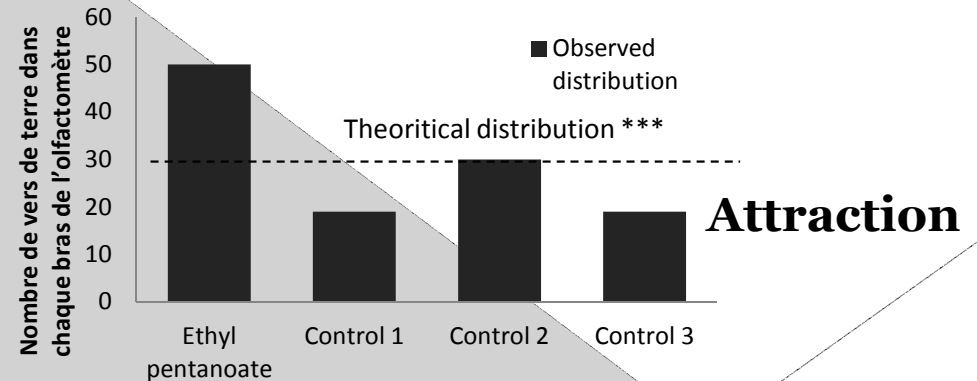 Nombre de vers de terre dans
chaque bras de l’olfactomètre
60
50
40
30
20
10
0
Observed
distribution
Theoritical distribution ***
Attraction
Ethyl
pentanoate
Control 1
Control 2
Control 3